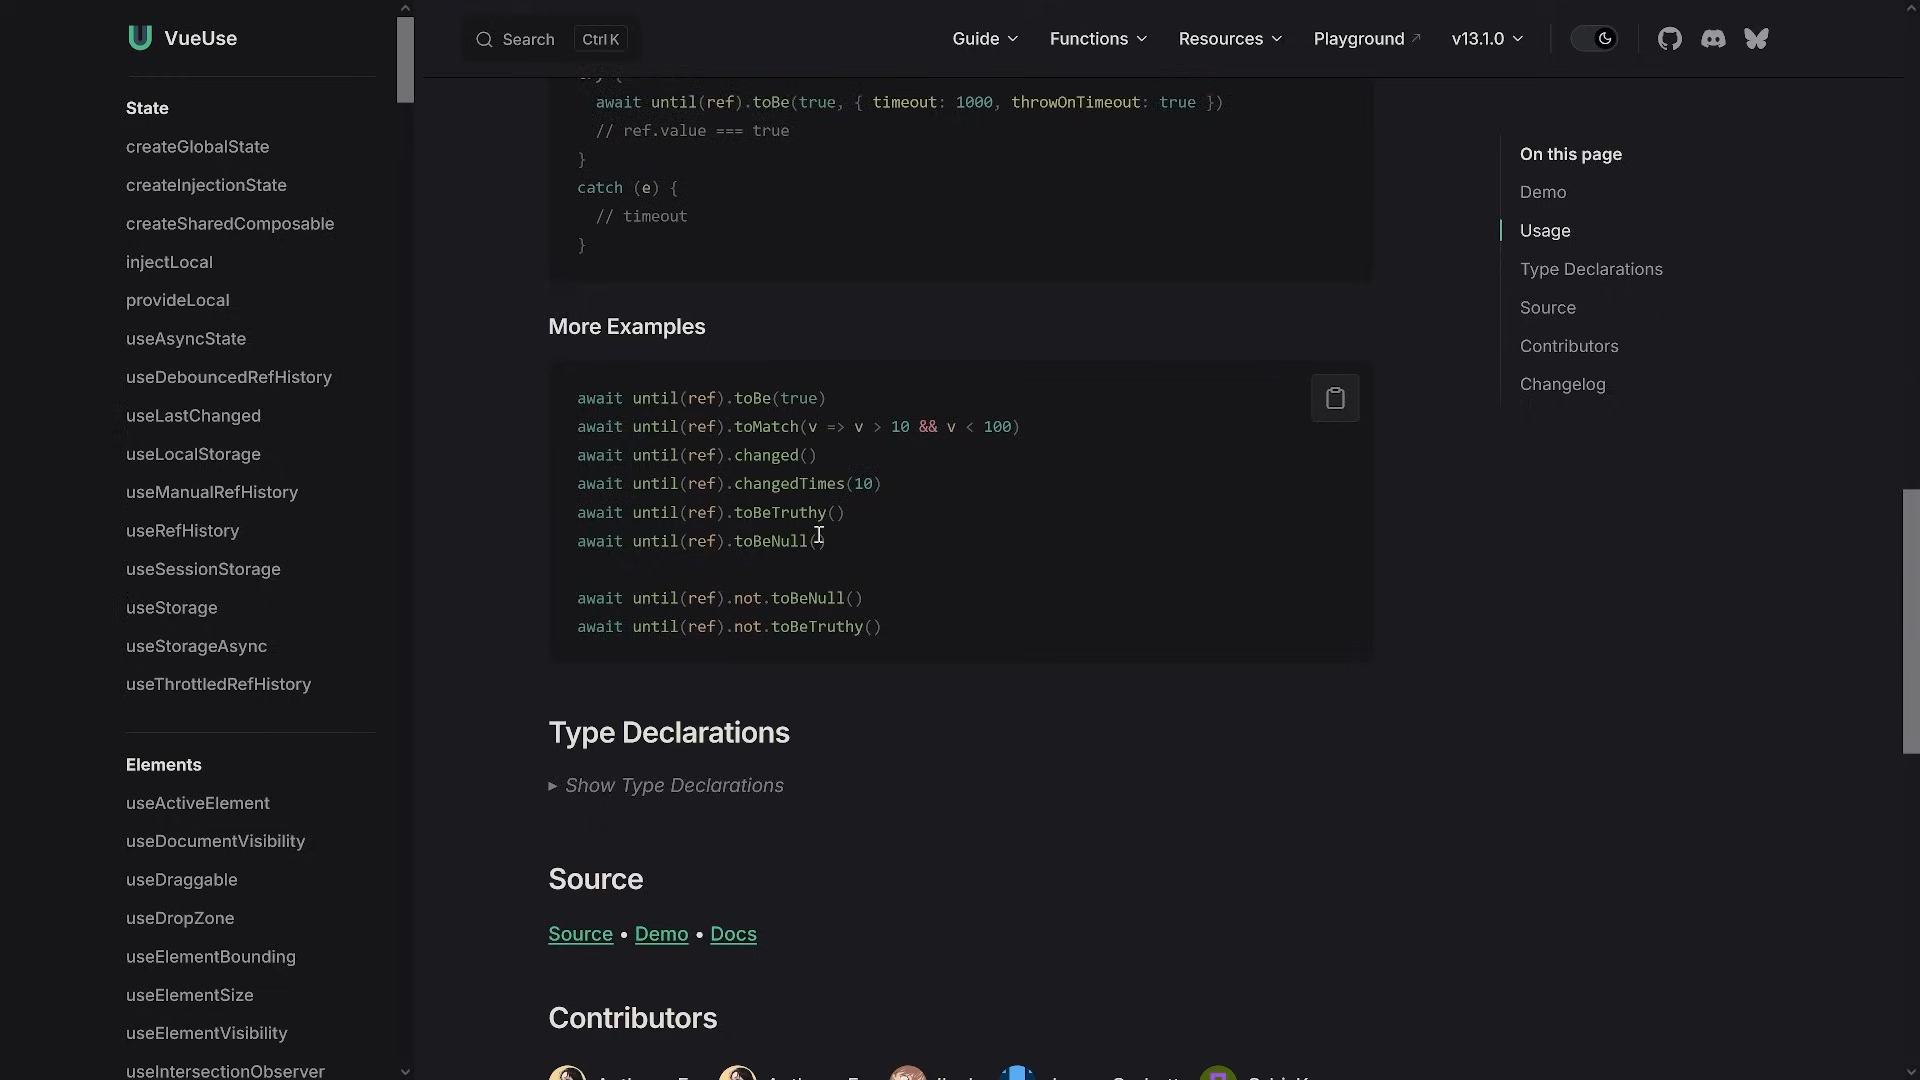 VueUse
Search
Ctrl K
Guide
Functions
Resources
Playground
v13.1.0
State
createGlobalState
createInjectionState
createSharedComposable
injectLocal
provideLocal
useAsyncState
useDebouncedRefHistory
useLastChanged
useLocalStorage
useManualRefHistory
useRefHistory
useSessionStorage
useStorage
useStorageAsync
useThrottledRefHistory
Elements
useActiveElement
useDocumentVisibility
useDraggable
useDropZone
useElementBounding
useElementSize
useElementVisibility
useIntersectionObserver
await until(ref).toBe(true, { timeout: 1000, throwOnTimeout: true })
// ref.value === true
}
catch (e) {
// timeout
}
More Examples
await until(ref).toBe(true)
await until(ref).toMatch(v => v > 10 && v < 100)
await until(ref).changed()
await until(ref).changedTimes(10)
await until(ref).toBeTruthy()
await until(ref).toBeNull()
await until(ref).not.toBeNull()
await until(ref).not.toBeTruthy()
Type Declarations
Show Type Declarations
Source
Source • Demo • Docs
Contributors
On this page
Demo
Usage
Type Declarations
Source
Contributors
Changelog